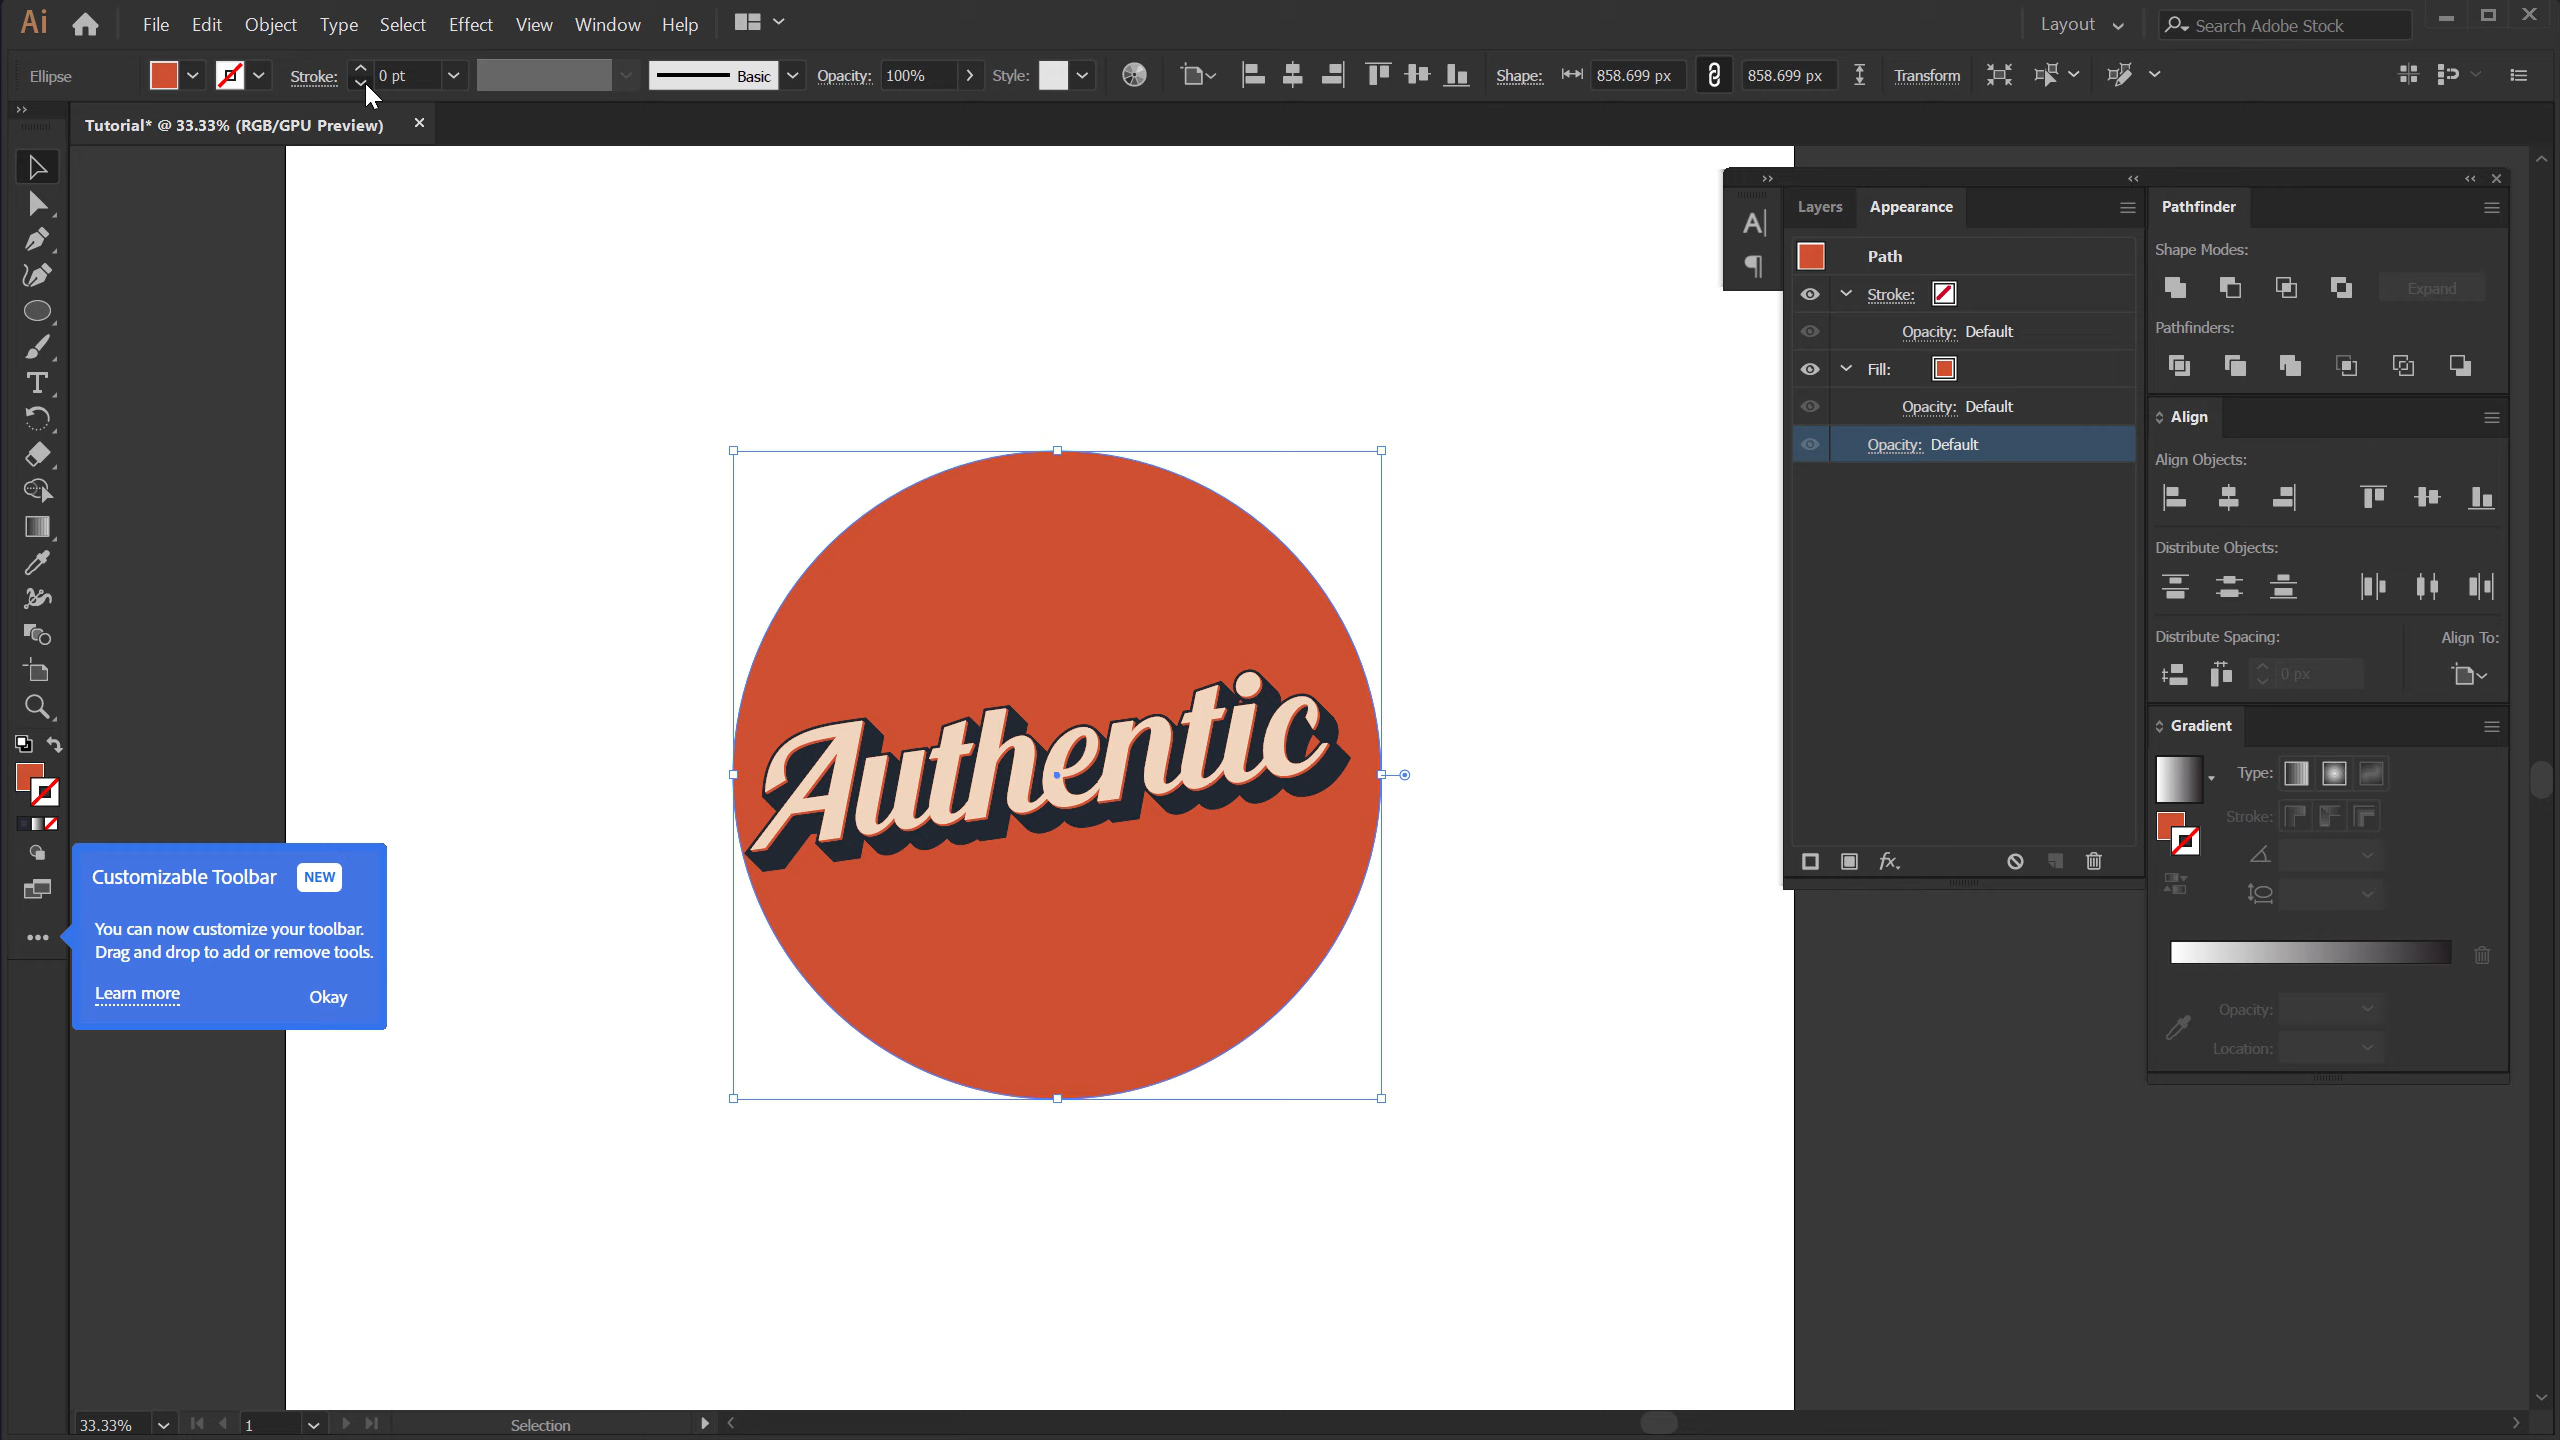 Ai File Edit Object Type Select Effect View Window Help Layout Search Adobe Stock
Ellipse Stroke: 0 pt Basic Opacity: 100% Style: Shape: 858.699 px 858.699 px Transform
Tutorial* @ 33.33% (RGB/GPU Preview)
Layers Appearance
Path
Stroke:
Opacity: Default
Fill:
Opacity: Default
Opacity: Default
fx
Pathfinder
Shape Modes:
Expand
Pathfinders:
Align
Align Objects:
Distribute Objects:
Distribute Spacing: Align To:
0 px
Gradient
Type:
Stroke:
Opacity:
Location:
Authentic
Customizable Toolbar NEW
You can now customize your toolbar.
Drag and drop to add or remove tools.
Learn more Okay
33.33% 1 Selection